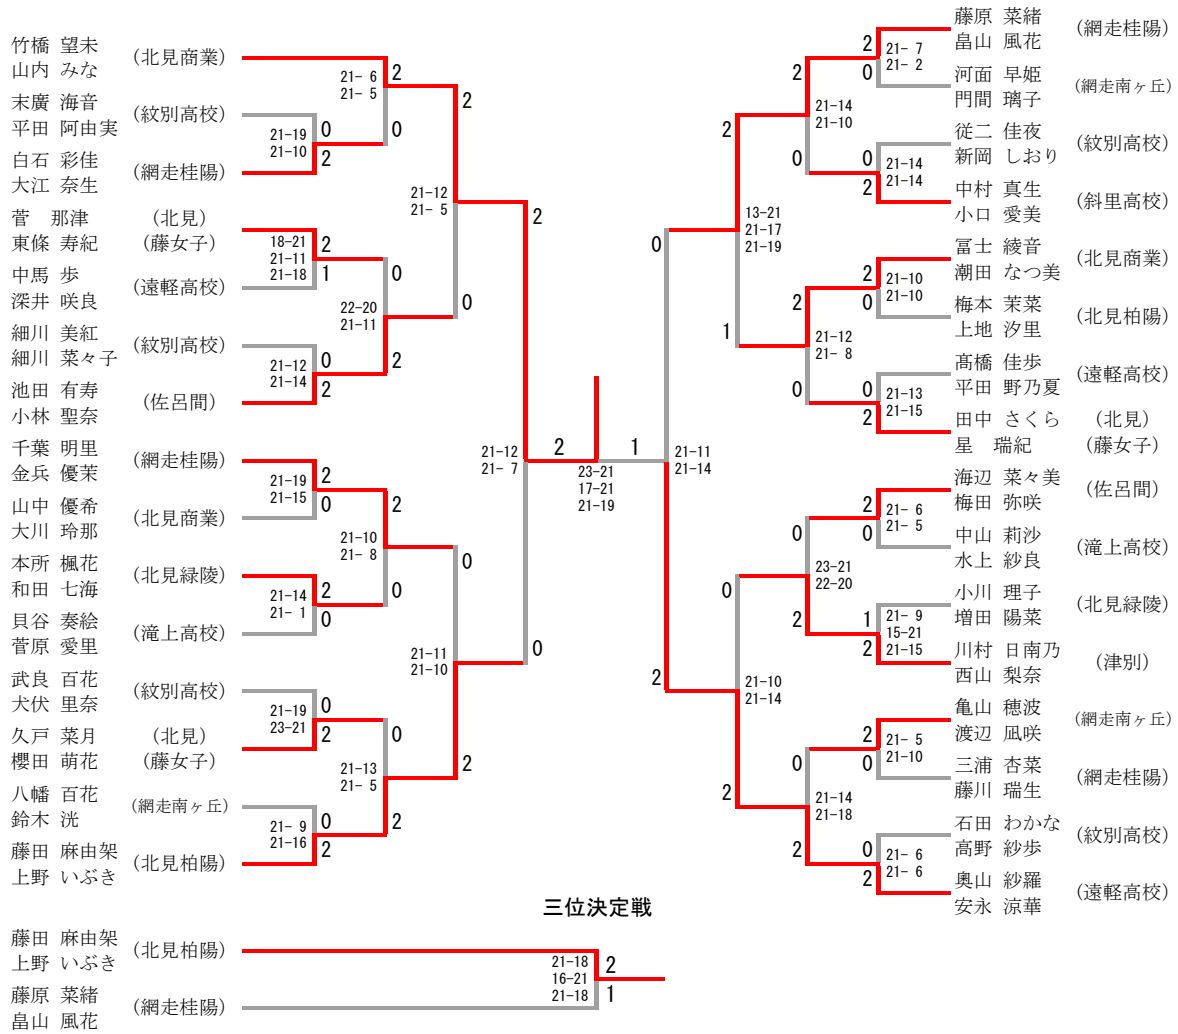 竹橋 望未
山内 みな
(北見商業)
末廣 海音
平田 阿由実
(紋別高校)
白石 彩佳
大江 奈生
(網走桂陽)
菅 那津 (北見)
東條 寿紀 (藤女子)
中馬 歩
深井 咲良
(遠軽高校)
細川 美紅
細川 菜々子
(紋別高校)
池田 有寿
小林 聖奈
(佐呂間)
千葉 明里
金兵 優茉
(網走桂陽)
山中 優希
大川 玲那
(北見商業)
本所 楓花
和田 七海
(北見緑陵)
貝谷 奏絵
菅原 愛里
(滝上高校)
武良 百花
犬伏 里奈
(紋別高校)
久戸 菜月 (北見)
櫻田 萌花 (藤女子)
八幡 百花
鈴木 洸
(網走南ヶ丘)
藤田 麻由架
上野 いぶき
(北見柏陽)
21-19 0
21-10 2
18-21 2
21-11
21-18 1
21-12 0
21-14 2
21-19 2
21-15 0
21-14 2
21- 1 0
21-19 0
23-21 2
21- 9 0
21-16 2
21- 6 2
21- 5
0
0
22-20
21-11
2
2
21-10
21- 8
0
0
21-13
21- 5
2
2
21-12
21- 5
0
0
21-11
21-10
2
2
21-12
21- 7
0
2 1
23-21
17-21
21-19
0
21-11
21-14
2
2
13-21
21-17
21-19
1
0
21-10
21-14
2
2
21-14
21-10
0
2
21-12
21- 8
0
0
23-21
22-20
2
0
21-14
21-18
2
2 21- 7
0 21- 2
0 21-14
2 21-14
2 21-10
0 21-10
0 21-13
2 21-15
2 21- 6
0 21- 5
1 21- 9
15-21
2 21-15
2 21- 5
0 21-10
0 21- 6
2 21- 6
藤原 菜緒
畠山 風花
(網走桂陽)
河面 早姫
門間 璃子
(網走南ヶ丘)
従二 佳夜
新岡 しおり
(紋別高校)
中村 真生
小口 愛美
(斜里高校)
冨士 綾音
潮田 なつ美
(北見商業)
梅本 茉菜
上地 汐里
(北見柏陽)
髙橋 佳歩
平田 野乃夏
(遠軽高校)
田中 さくら (北見)
星 瑞紀 (藤女子)
海辺 菜々美
梅田 弥咲
(佐呂間)
中山 莉沙
水上 紗良
(滝上高校)
小川 理子
増田 陽菜
(北見緑陵)
川村 日南乃
西山 梨奈
(津別)
亀山 穂波
渡辺 凪咲
(網走南ヶ丘)
三浦 杏菜
藤川 瑞生
(網走桂陽)
石田 わかな
高野 紗歩
(紋別高校)
奥山 紗羅
安永 涼華
(遠軽高校)
三位決定戦
藤田 麻由架
上野 いぶき
(北見柏陽)
藤原 菜緒
畠山 風花
(網走桂陽)
21-18 2
16-21
21-18 1